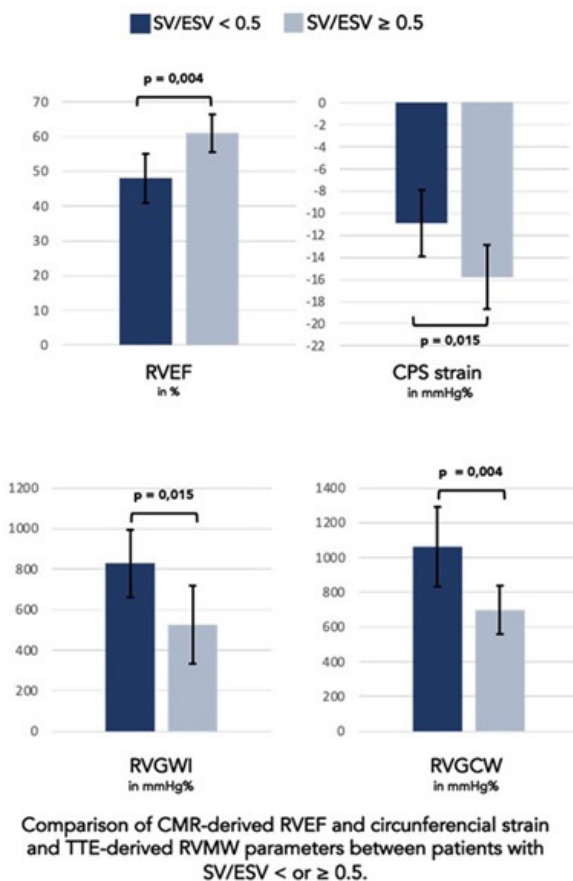 SV/ESV < 0.5 SV/ESV ≥ 0.5
p = 0,004
70
60
50
40
30
20
10
0
RVEF
in %
0
-2
-4
-6
-8
-10
-12
-14
-16
-18
-20
-22
p = 0,015
CPS strain
in mmHg%
p = 0,015
1200
1000
800
600
400
200
0
RVGWI
in mmHg%
p = 0,004
1400
1200
1000
800
600
400
200
0
RVGCW
in mmHg%
Comparison of CMR-derived RVEF and circunferencial strain
and TTE-derived RVMW parameters between patients with
SV/ESV < or ≥ 0.5.